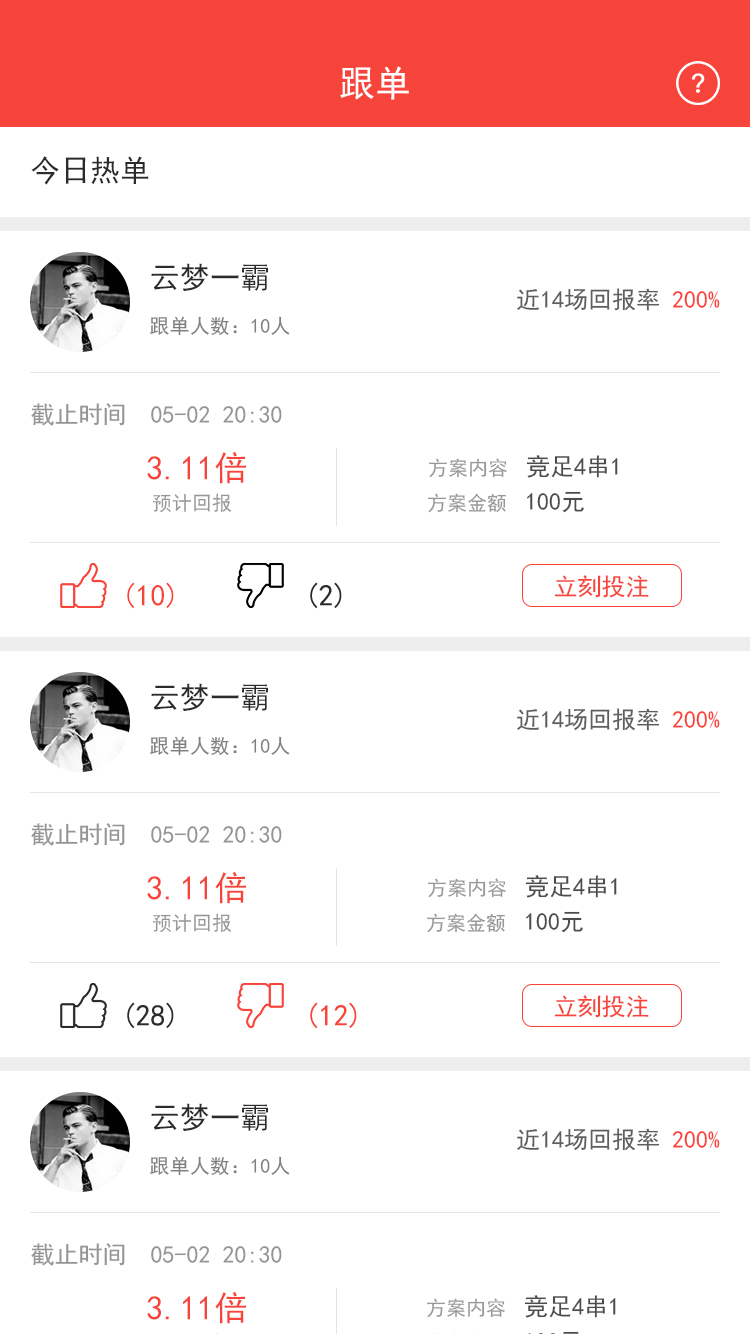 跟单
?
今日热单
云梦一霸
跟单人数：10人
近14场回报率 200%
截止时间 05-02 20:30
3.11倍
预计回报
方案内容 竞足4串1
方案金额 100元
(10)
(2)
立刻投注
云梦一霸
跟单人数：10人
近14场回报率 200%
截止时间 05-02 20:30
3.11倍
预计回报
方案内容 竞足4串1
方案金额 100元
(28)
(12)
立刻投注
云梦一霸
跟单人数：10人
近14场回报率 200%
截止时间 05-02 20:30
3.11倍
方案内容 竞足4串1